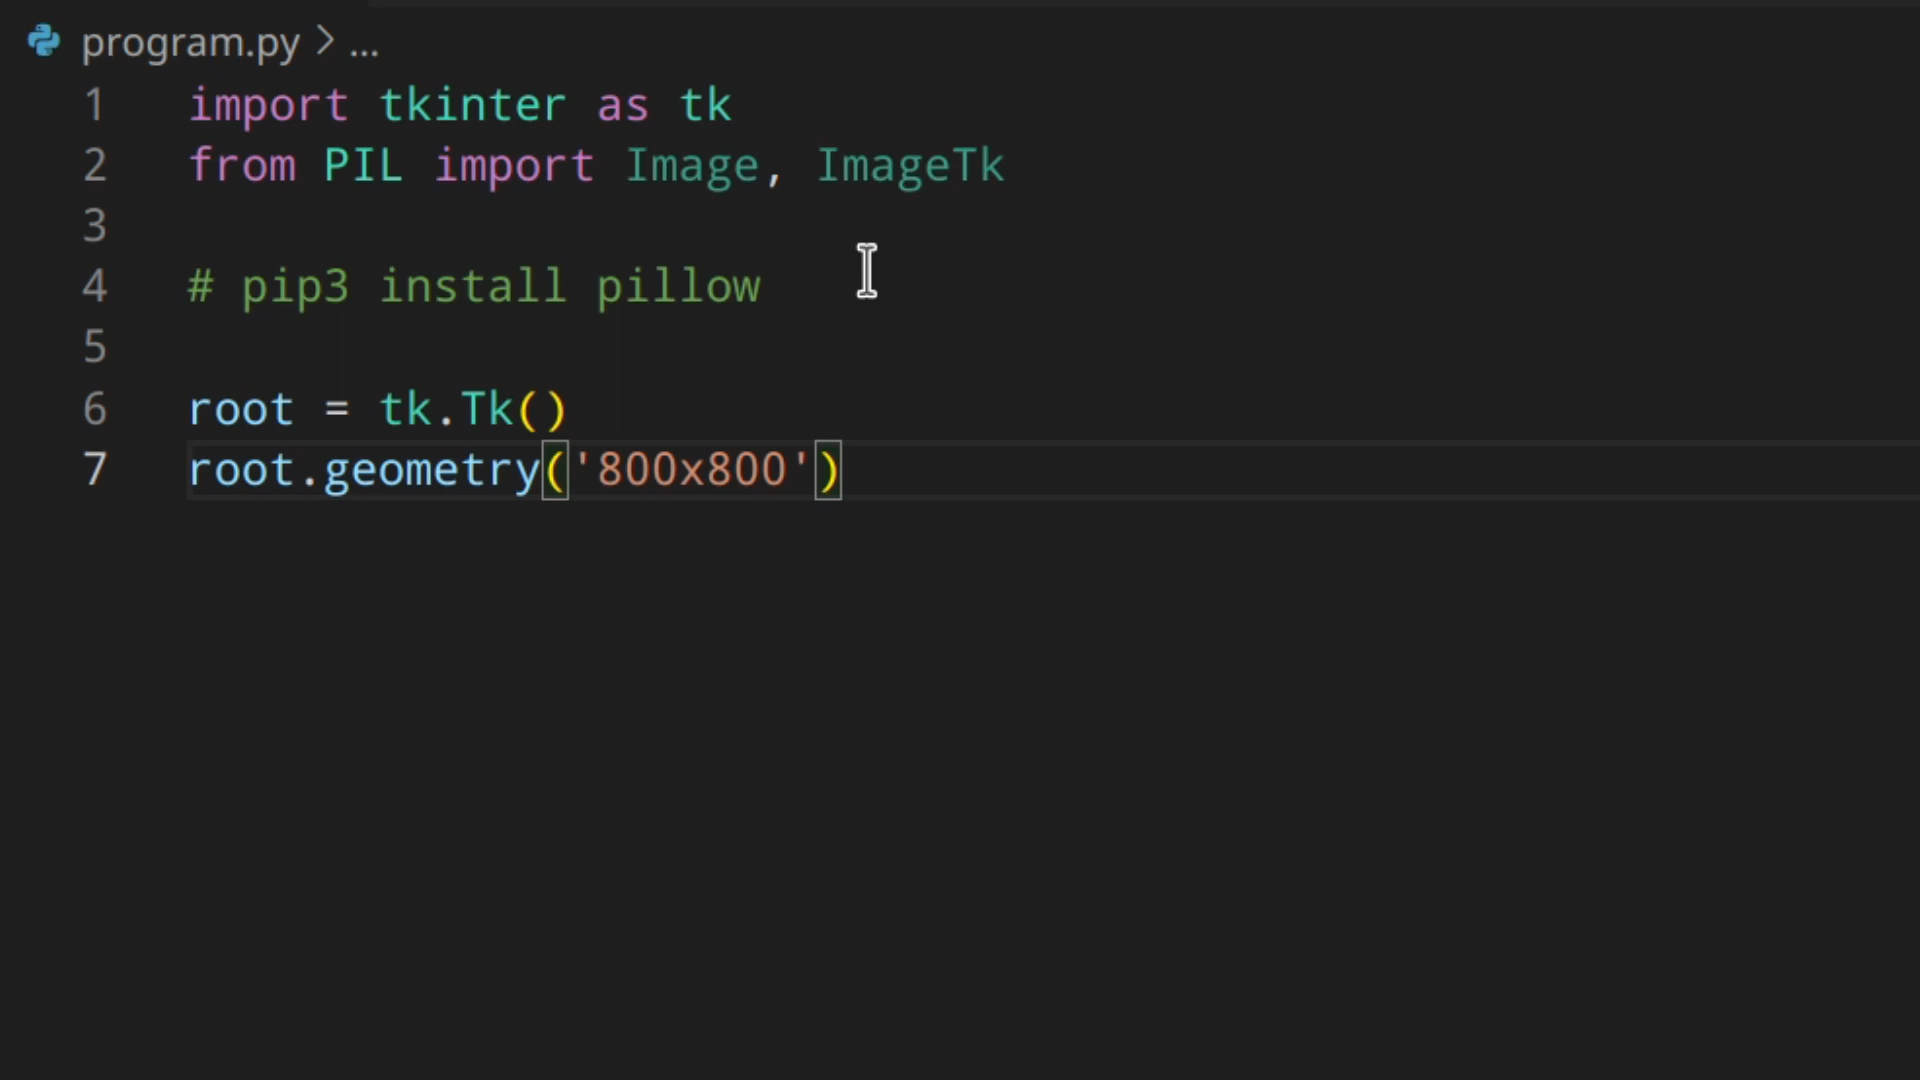 program.py > ...
1 import tkinter as tk
2 from PIL import Image, ImageTk
3
4 # pip3 install pillow
5
6 root = tk.Tk()
7 root.geometry('800x800')